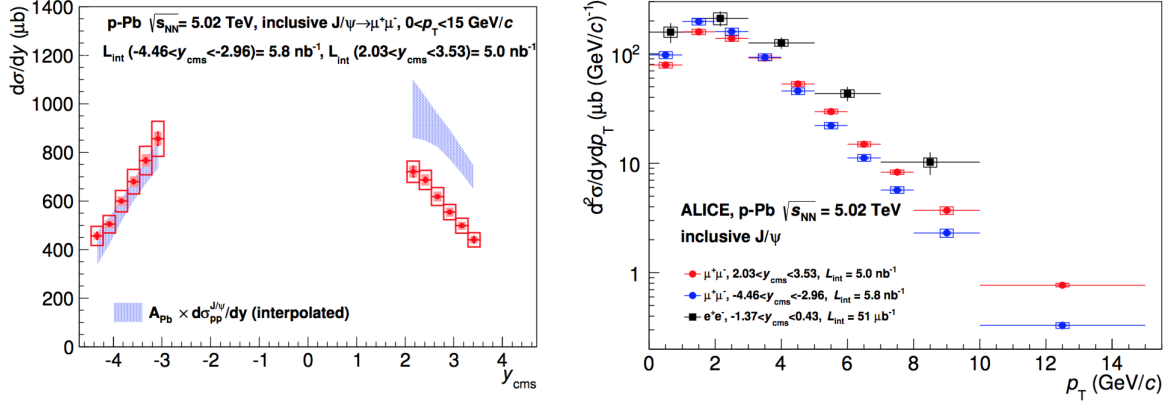 p-Pb √sNN= 5.02 TeV, inclusive J/ψ→μ⁺μ⁻, 0<pT<15 GeV/c
Lint (-4.46<ycms<-2.96)= 5.8 nb⁻¹, Lint (2.03<ycms<3.53)= 5.0 nb⁻¹
dσ/dy (μb)
1400
1200
1000
800
600
400
200
0
APb × dσppJ/ψ/dy (interpolated)
-4 -3 -2 -1 0 1 2 3 4
ycms
d²σ/dydpT (μb (GeV/c)⁻¹)
10²
10
1
ALICE, p-Pb √sNN = 5.02 TeV
inclusive J/ψ
μ⁺μ⁻, 2.03<ycms<3.53, Lint = 5.0 nb⁻¹
μ⁺μ⁻, -4.46<ycms<-2.96, Lint = 5.8 nb⁻¹
e⁺e⁻, -1.37<ycms<0.43, Lint = 51 μb⁻¹
0 2 4 6 8 10 12 14
pT (GeV/c)